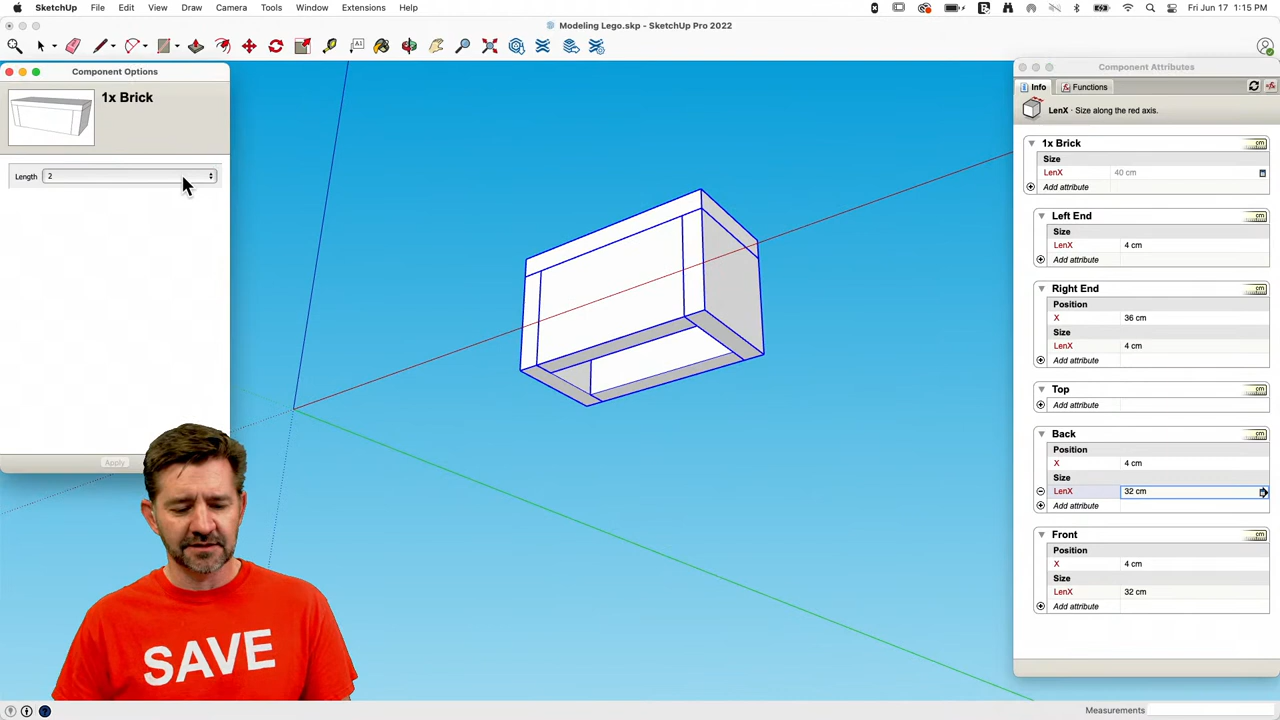 SketchUp File Edit View Draw Camera Tools Window Extensions Help Fri Jun 17 1:15 PM
Modeling Lego.skp - SketchUp Pro 2022
Component Options
1x Brick
Length 2
Apply
SAVE
Component Attributes
Info Functions
LenX - Size along the red axis.
1x Brick
Size
LenX 40 cm
Add attribute
Left End
Size
LenX 4 cm
Add attribute
Right End
Position
X 36 cm
Size
LenX 4 cm
Add attribute
Top
Add attribute
Back
Position
X 4 cm
Size
LenX 32 cm
Add attribute
Front
Position
X 4 cm
Size
LenX 32 cm
Add attribute
Measurements